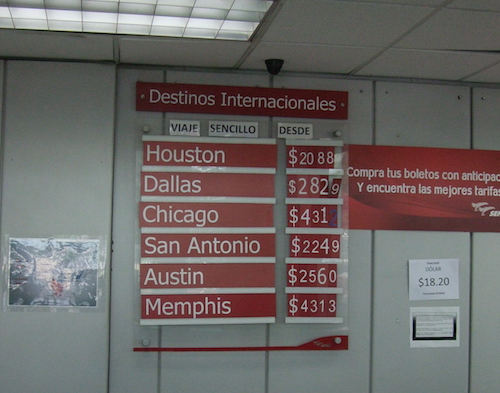 Destinos Internacionales
VIAJE SENCILLO DESDE
Houston $2088
Dallas $2829
Chicago $431
San Antonio $2249
Austin $2560
Memphis $4313
Compra tus boletos con anticipac
Y encuentra las mejores tarifas
DOLAR
$18.20